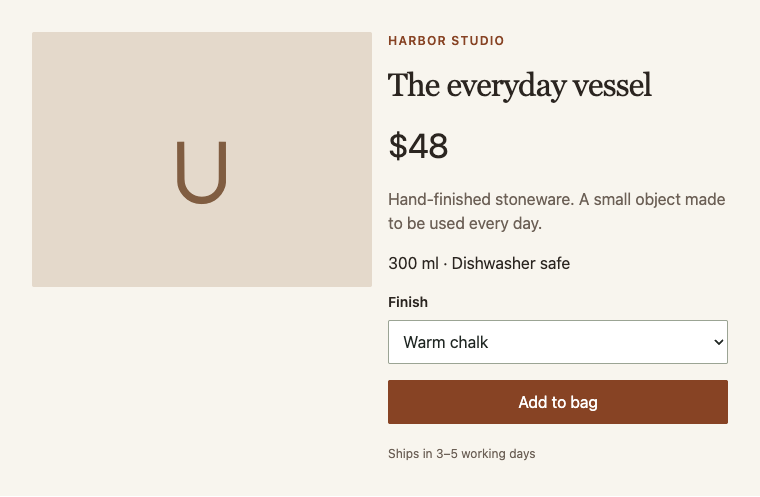 HARBOR STUDIO
The everyday vessel
$48
Hand-finished stoneware. A small object made
to be used every day.
300 ml · Dishwasher safe
Finish
Warm chalk
Add to bag
Ships in 3–5 working days